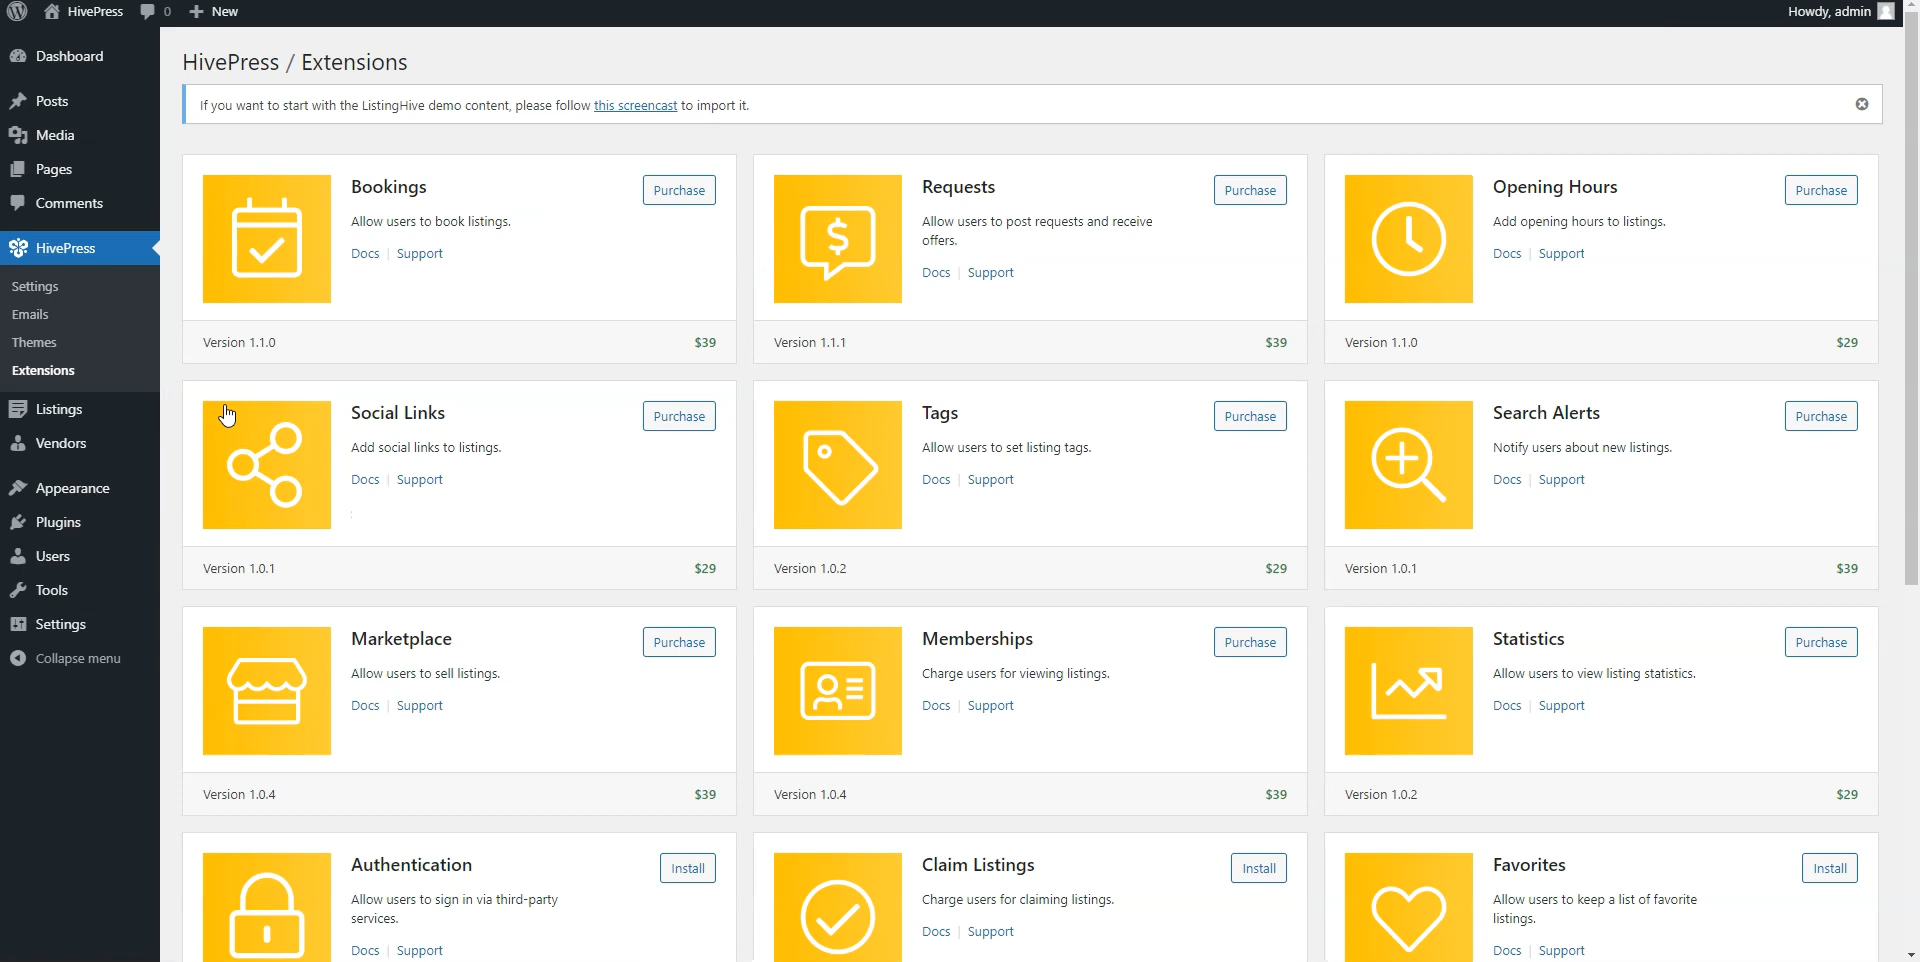 HivePress 0 New Howdy, admin
Dashboard
Posts
Media
Pages
Comments
HivePress
Settings
Emails
Themes
Extensions
Listings
Vendors
Appearance
Plugins
Users
Tools
Settings
Collapse menu
HivePress / Extensions
If you want to start with the ListingHive demo content, please follow this screencast to import it.
Bookings
Purchase
Allow users to book listings.
Docs | Support
Version 1.1.0 $39
Requests
Purchase
Allow users to post requests and receive
offers.
Docs | Support
Version 1.1.1 $39
Opening Hours
Purchase
Add opening hours to listings.
Docs | Support
Version 1.1.0 $29
Social Links
Purchase
Add social links to listings.
Docs | Support
Version 1.0.1 $29
Tags
Purchase
Allow users to set listing tags.
Docs | Support
Version 1.0.2 $29
Search Alerts
Purchase
Notify users about new listings.
Docs | Support
Version 1.0.1 $39
Marketplace
Purchase
Allow users to sell listings.
Docs | Support
Version 1.0.4 $39
Memberships
Purchase
Charge users for viewing listings.
Docs | Support
Version 1.0.4 $39
Statistics
Purchase
Allow users to view listing statistics.
Docs | Support
Version 1.0.2 $29
Authentication
Install
Allow users to sign in via third-party
services.
Docs | Support
Claim Listings
Install
Charge users for claiming listings.
Docs | Support
Favorites
Install
Allow users to keep a list of favorite
listings.
Docs | Support